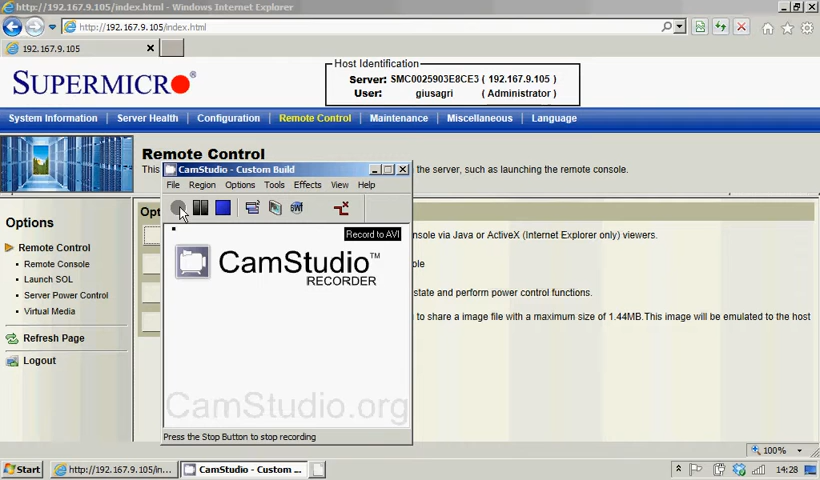 http://192.167.9.105/index.html - Windows Internet Explorer
http://192.167.9.105/index.html
192.167.9.105
SUPERMICR
Host Identification
Server: SMC0025903E8CE3 ( 192.167.9.105 )
User: giusagri ( Administrator )
System Information Server Health Configuration Remote Control Maintenance Miscellaneous Language
Remote Control
This
the server, such as launching the remote console.
CamStudio - Custom Build
File Region Options Tools Effects View Help
Record to AVI
CamStudio™
RECORDER
CamStudio.org
Press the Stop Button to stop recording
Options
Remote Control
Remote Console
Launch SOL
Server Power Control
Virtual Media
Refresh Page
Logout
Opt
nsole via Java or ActiveX (Internet Explorer only) viewers.
ole
state and perform power control functions.
to share a image file with a maximum size of 1.44MB.This image will be emulated to the host
100%
Start
http://192.167.9.105/in...
CamStudio - Custom ...
14:28